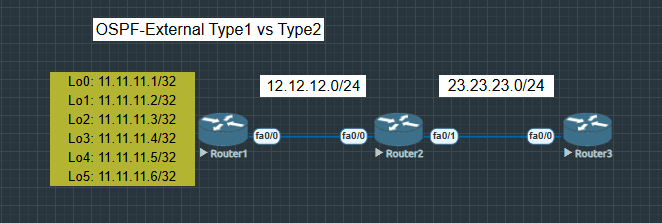 OSPF-External Type1 vs Type2
Lo0: 11.11.11.1/32
Lo1: 11.11.11.2/32
Lo2: 11.11.11.3/32
Lo3: 11.11.11.4/32
Lo4: 11.11.11.5/32
Lo5: 11.11.11.6/32
12.12.12.0/24
23.23.23.0/24
fa0/0
fa0/0
fa0/1
fa0/0
Router1
Router2
Router3